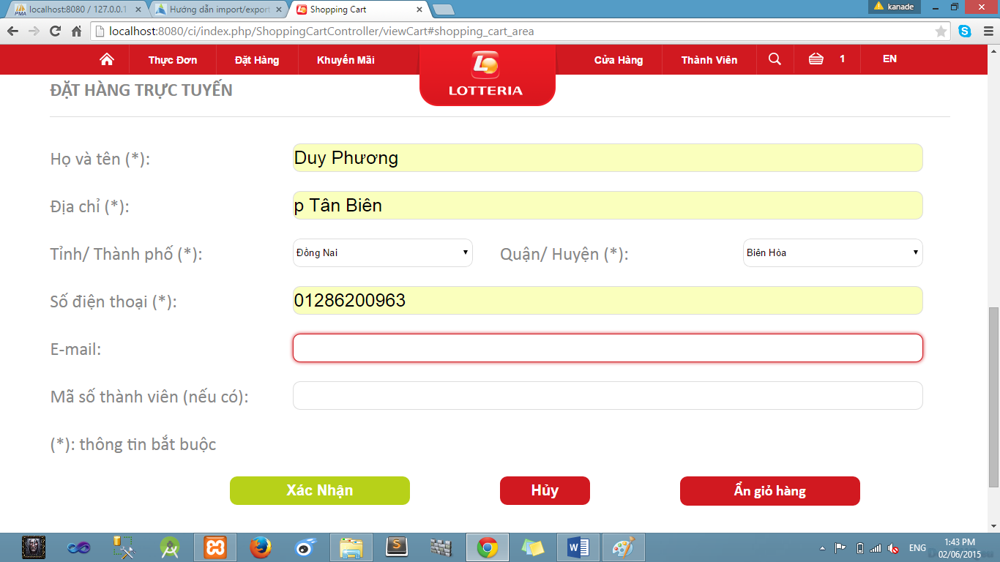 localhost:8080 / 127.0.0.1
Hướng dẫn import/export
Shopping Cart
kanade
localhost:8080/ci/index.php/ShoppingCartController/viewCart#shopping_cart_area
Thực Đơn
Đặt Hàng
Khuyến Mãi
LOTTERIA
Cửa Hàng
Thành Viên
1
EN
ĐẶT HÀNG TRỰC TUYẾN
Họ và tên (*):
Duy Phương
Địa chỉ (*):
p Tân Biên
Tỉnh/ Thành phố (*):
Đồng Nai
Quận/ Huyện (*):
Biên Hòa
Số điện thoại (*):
01286200963
E-mail:
Mã số thành viên (nếu có):
(*): thông tin bắt buộc
Xác Nhận
Hủy
Ẩn giỏ hàng
ENG
1:43 PM
02/06/2015